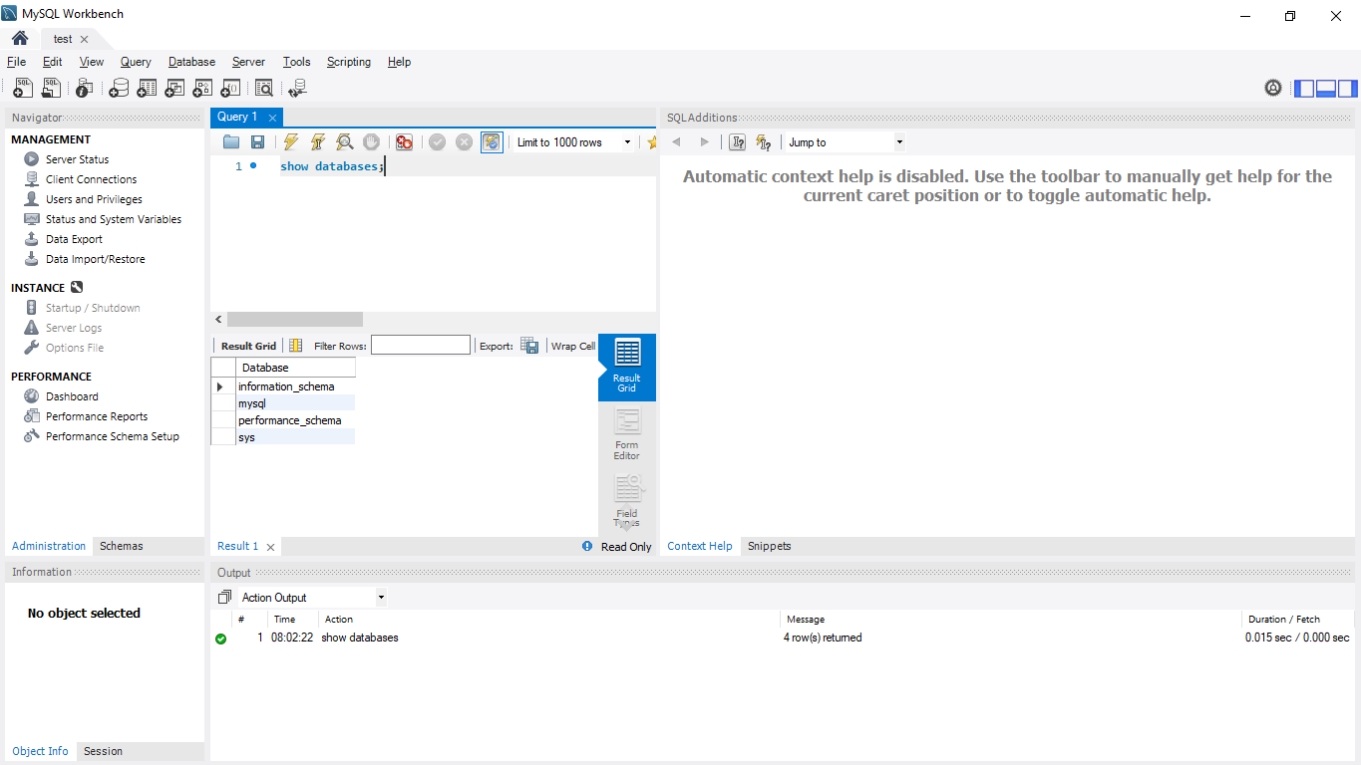 MySQL Workbench
test
File Edit View Query Database Server Tools Scripting Help
Navigator
MANAGEMENT
Server Status
Client Connections
Users and Privileges
Status and System Variables
Data Export
Data Import/Restore
INSTANCE
Startup / Shutdown
Server Logs
Options File
PERFORMANCE
Dashboard
Performance Reports
Performance Schema Setup
Administration Schemas
Information
No object selected
Object Info Session
Query 1
Limit to 1000 rows
1 show databases;
Result Grid Filter Rows: Export: Wrap Cell
Database
information_schema
mysql
performance_schema
sys
Result
Grid
Form
Editor
Field
Types
Result 1 Read Only
SQLAdditions
Jump to
Automatic context help is disabled. Use the toolbar to manually get help for the
current caret position or to toggle automatic help.
Context Help Snippets
Output
Action Output
# Time Action Message Duration / Fetch
1 08:02:22 show databases 4 row(s) returned 0.015 sec / 0.000 sec